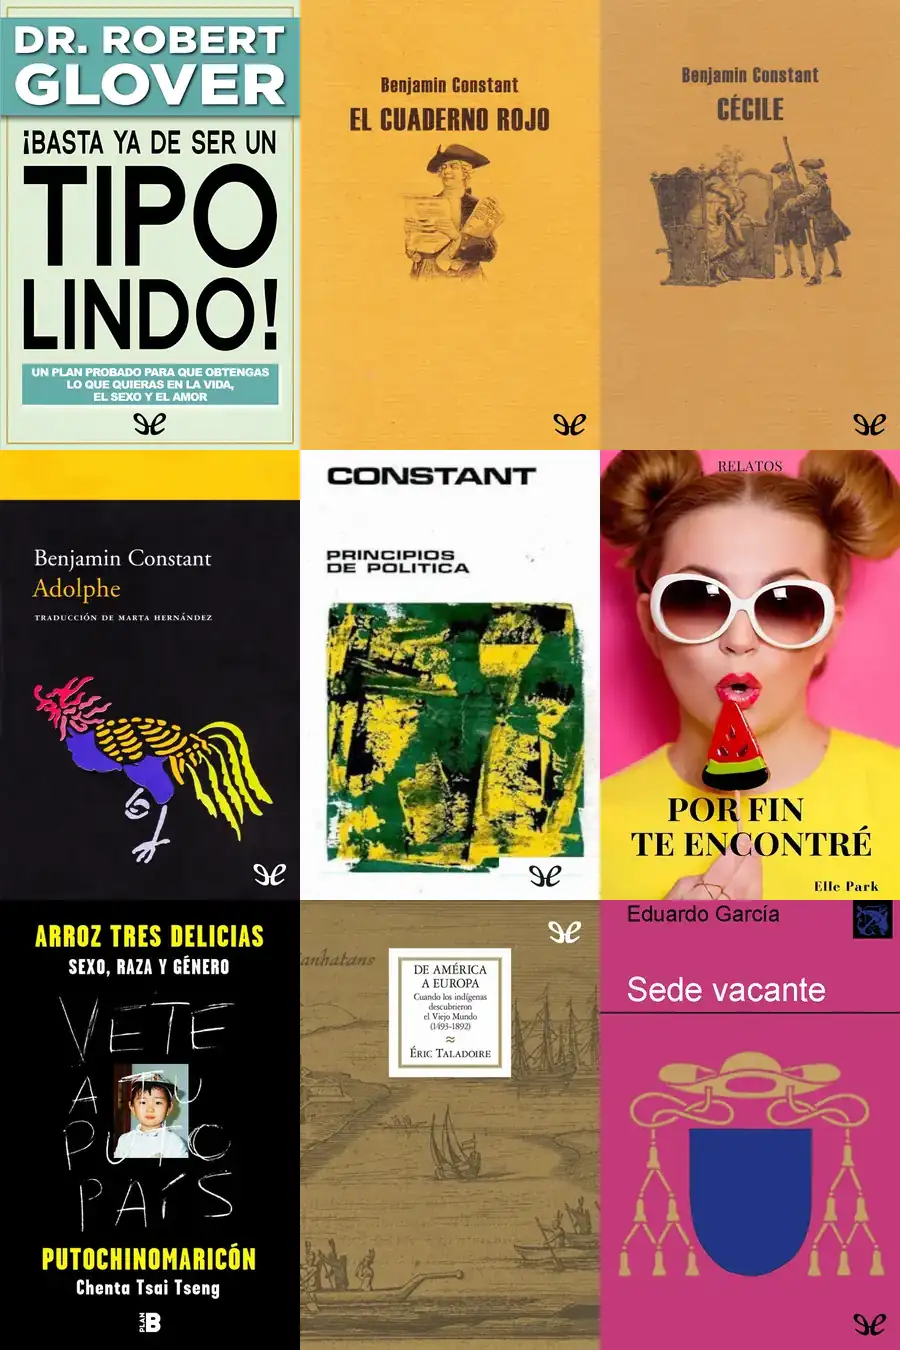 DR. ROBERT
GLOVER
¡BASTA YA DE SER UN
TIPO
LINDO!
UN PLAN PROBADO PARA QUE OBTENGAS
LO QUE QUIERAS EN LA VIDA,
EL SEXO Y EL AMOR
Benjamin Constant
EL CUADERNO ROJO
Benjamin Constant
CÉCILE
Benjamin Constant
Adolphe
TRADUCCIÓN DE MARTA HERNÁNDEZ
CONSTANT
PRINCIPIOS
DE POLITICA
RELATOS
POR FIN
TE ENCONTRÉ
Elle Park
ARROZ TRES DELICIAS
SEXO, RAZA Y GÉNERO
VETE
A TU
PUTO
PAÍS
PUTOCHINOMARICÓN
Chenta Tsai Tseng
PLAN B
anhatans
DE AMÉRICA
A EUROPA
Cuando los indígenas
descubrieron
el Viejo Mundo
(1493-1892)
ÉRIC TALADOIRE
Eduardo García
Sede vacante